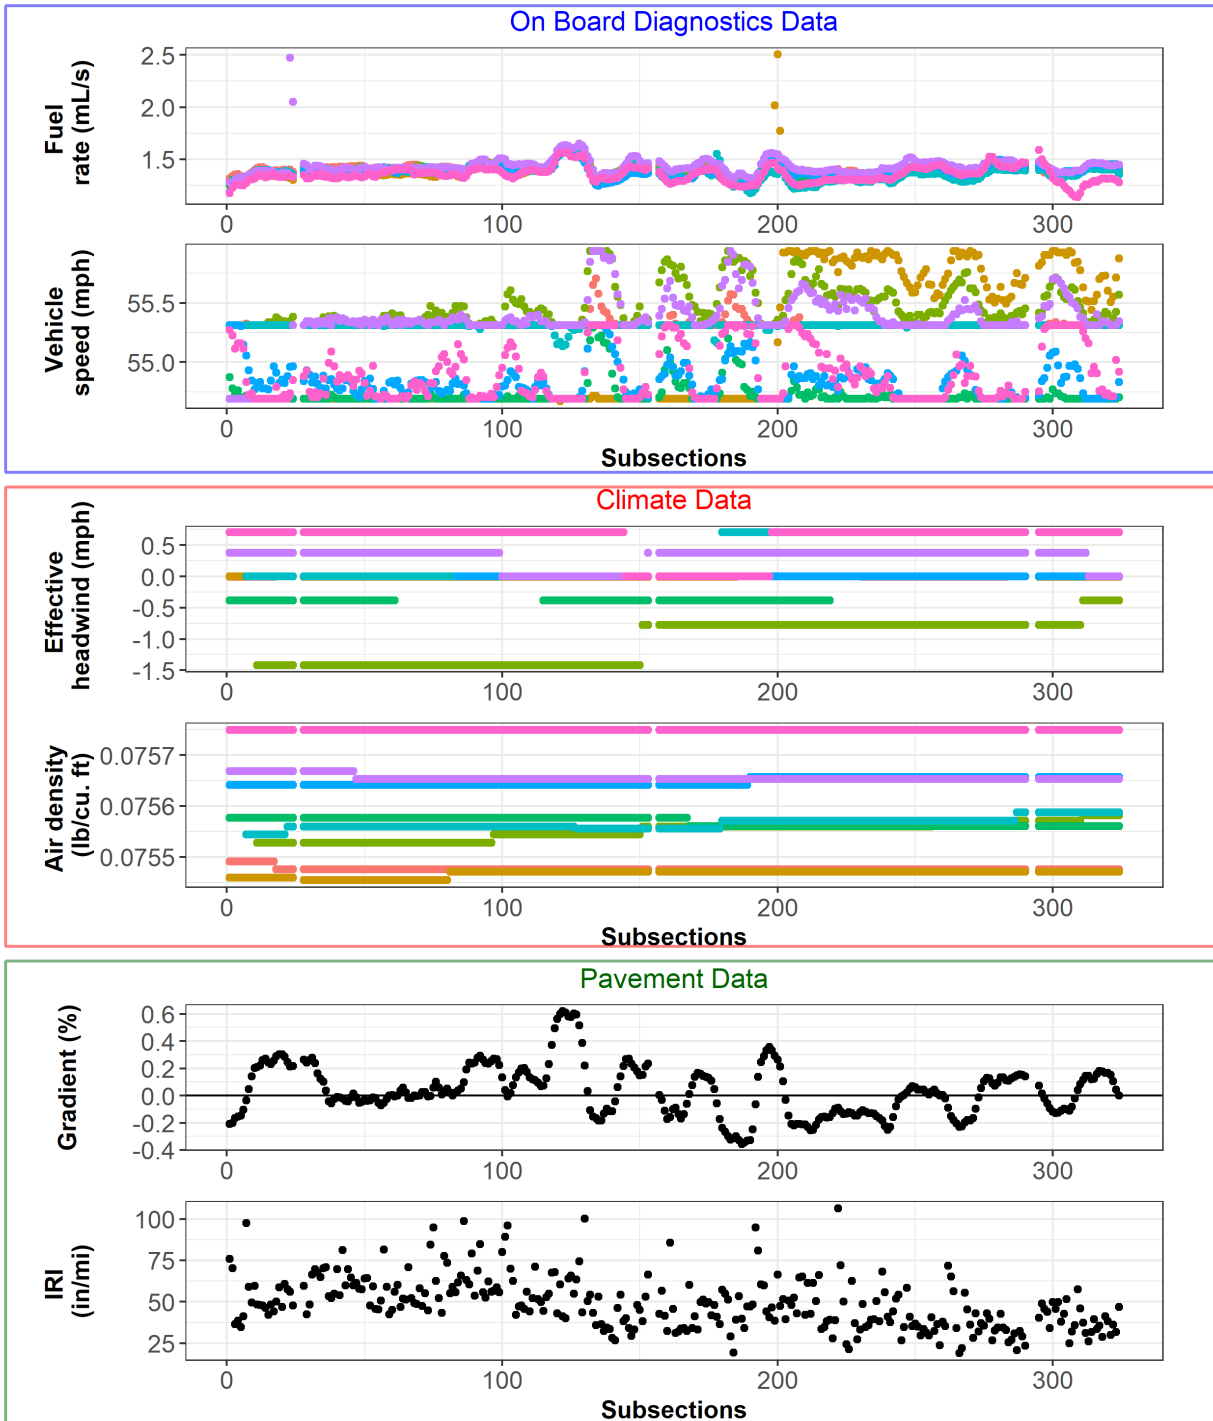 On Board Diagnostics Data
Fuel
rate (mL/s)
2.5
2.0
1.5
0 100 200 300
Vehicle
speed (mph)
55.5
55.0
0 100 200 300
Subsections
Climate Data
Effective
headwind (mph)
0.5
0.0
-0.5
-1.0
-1.5
0 100 200 300
Air density
(lb/cu. ft)
0.0757
0.0756
0.0755
0 100 200 300
Subsections
Pavement Data
Gradient (%)
0.6
0.4
0.2
0.0
-0.2
-0.4
0 100 200 300
IRI
(in/mi)
100
75
50
25
0 100 200 300
Subsections